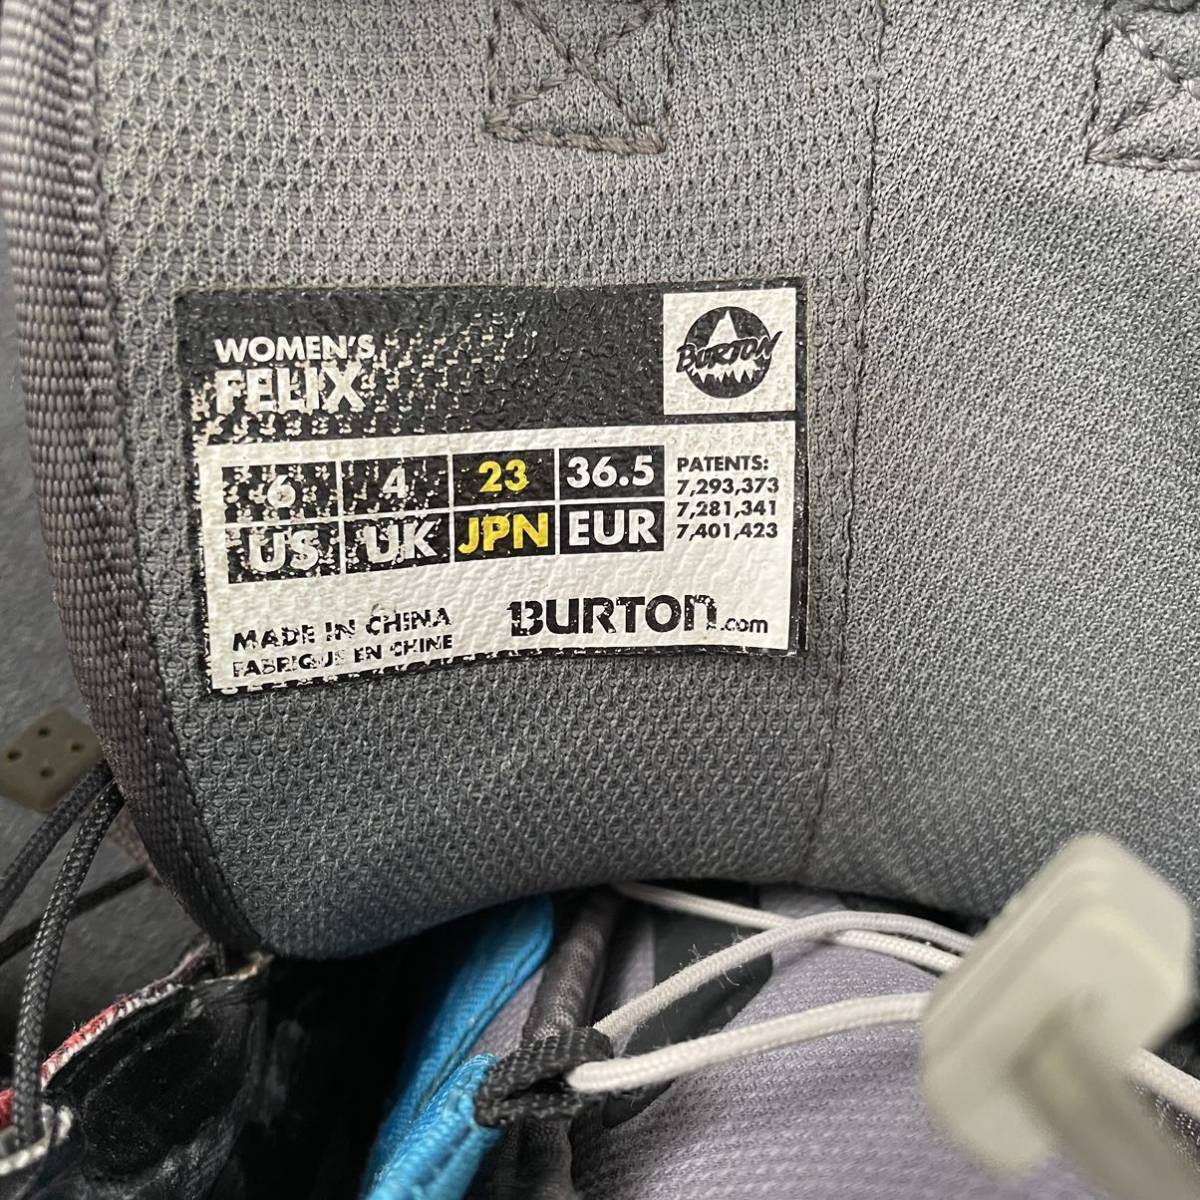 WOMEN'S
FELIX
BURTON
6 4 23 36.5
US UK JPN EUR
PATENTS:
7,293,373
7,281,341
7,401,423
MADE IN CHINA
FABRIQUE EN CHINE
BURTON.com